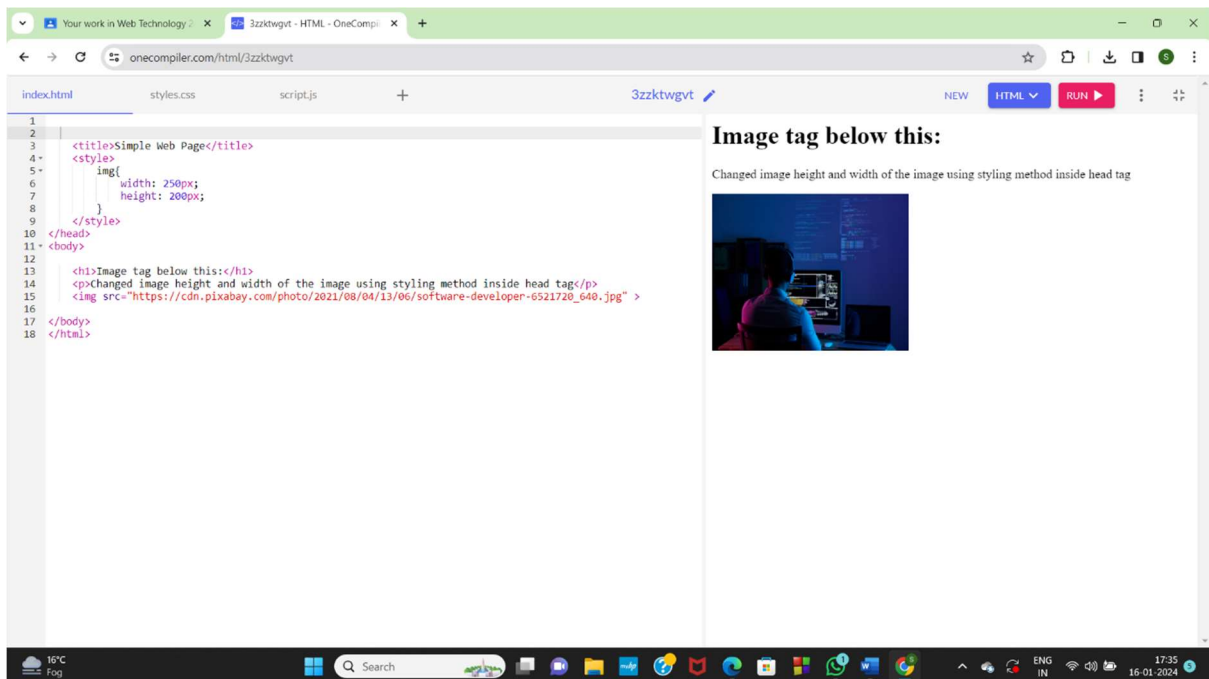 Your work in Web Technology 2
3zzktwgvt - HTML - OneCompil
onecompiler.com/html/3zzktwgvt
S
index.html
styles.css
script.js
3zzktwgvt
NEW
HTML
RUN
1
2
3 <title>Simple Web Page</title>
4 <style>
5 img{
6 width: 250px;
7 height: 200px;
8 }
9 </style>
10 </head>
11 <body>
12
13 <h1>Image tag below this:</h1>
14 <p>Changed image height and width of the image using styling method inside head tag</p>
15 <img src="https://cdn.pixabay.com/photo/2021/08/04/13/06/software-developer-6521720_640.jpg" >
16
17 </body>
18 </html>
Image tag below this:
Changed image height and width of the image using styling method inside head tag
16°C
Fog
Search
ENG
IN
17:35
16-01-2024